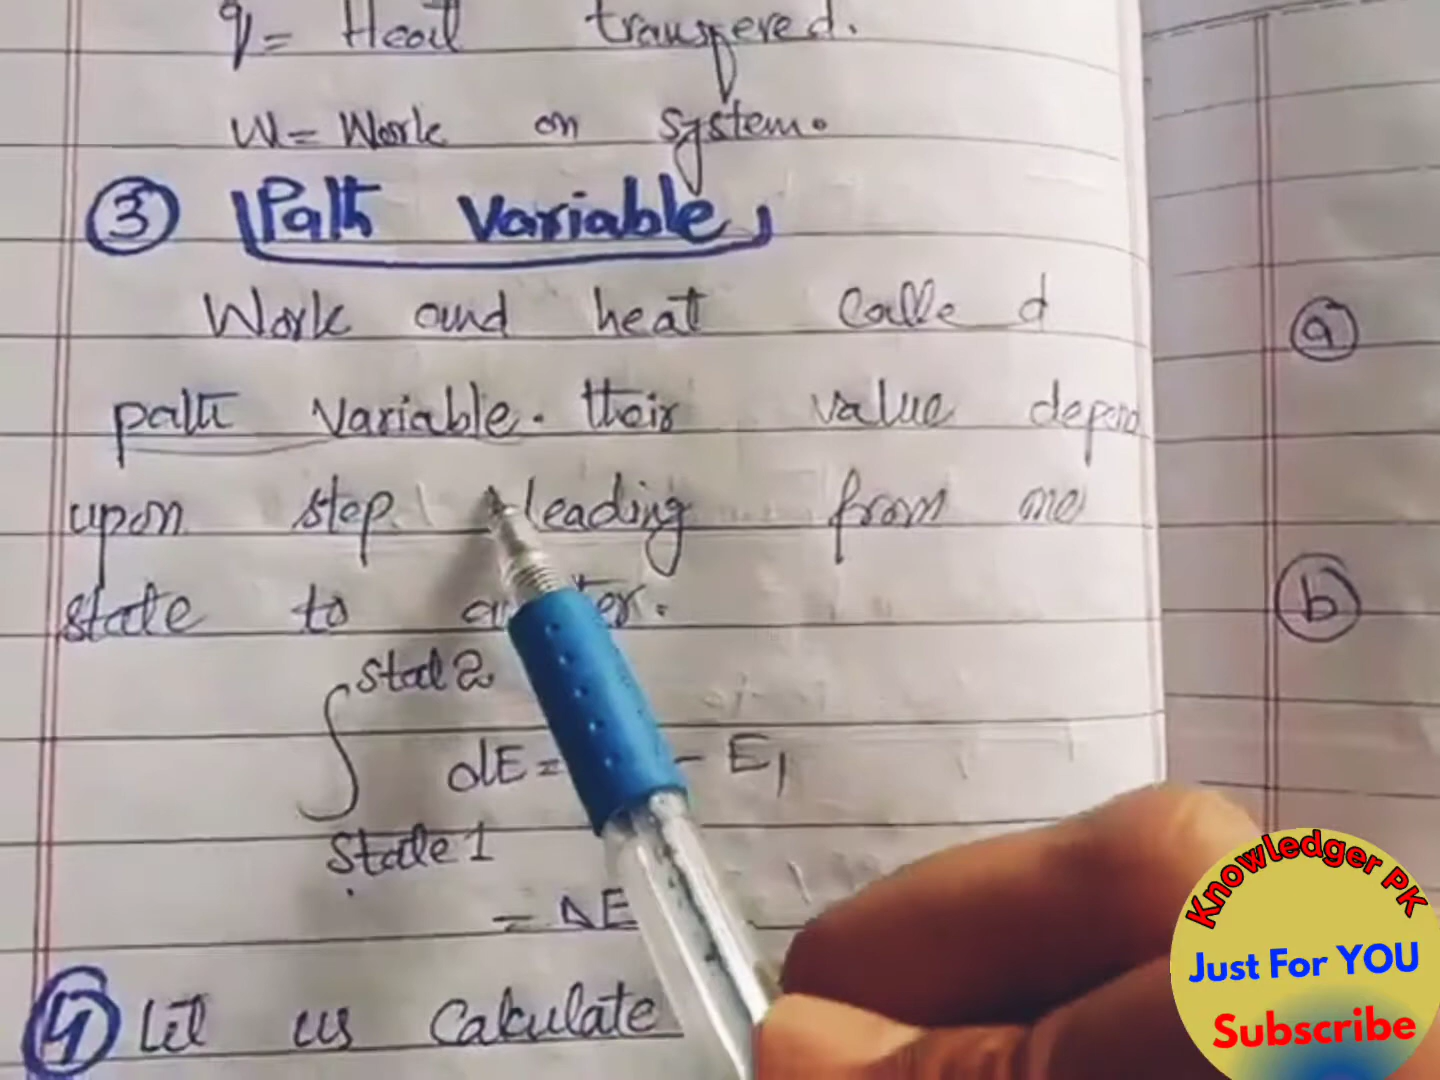 q = Heat transfered.
w = Work on system.
③ Path Variable
Work and heat called
path variable. their value depend
upon step leading from one
state to
State 2
∫ dE = - E₁
State 1
= ΔE
④ Let us Calculate
ⓐ
ⓑ
Knowledger PK
Just For YOU
Subscribe